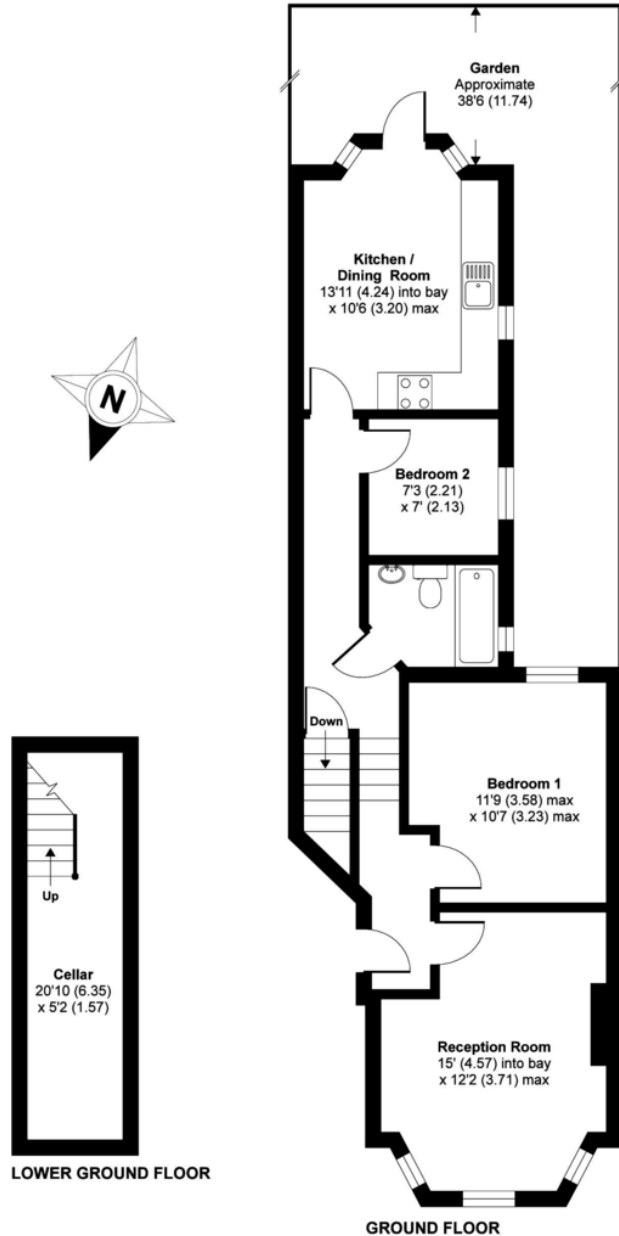 Garden
Approximate
38'6 (11.74)
Kitchen /
Dining Room
13'11 (4.24) into bay
x 10'6 (3.20) max
N
Bedroom 2
7'3 (2.21)
x 7' (2.13)
Down
Bedroom 1
11'9 (3.58) max
x 10'7 (3.23) max
Up
Cellar
20'10 (6.35)
x 5'2 (1.57)
Reception Room
15' (4.57) into bay
x 12'2 (3.71) max
LOWER GROUND FLOOR
GROUND FLOOR